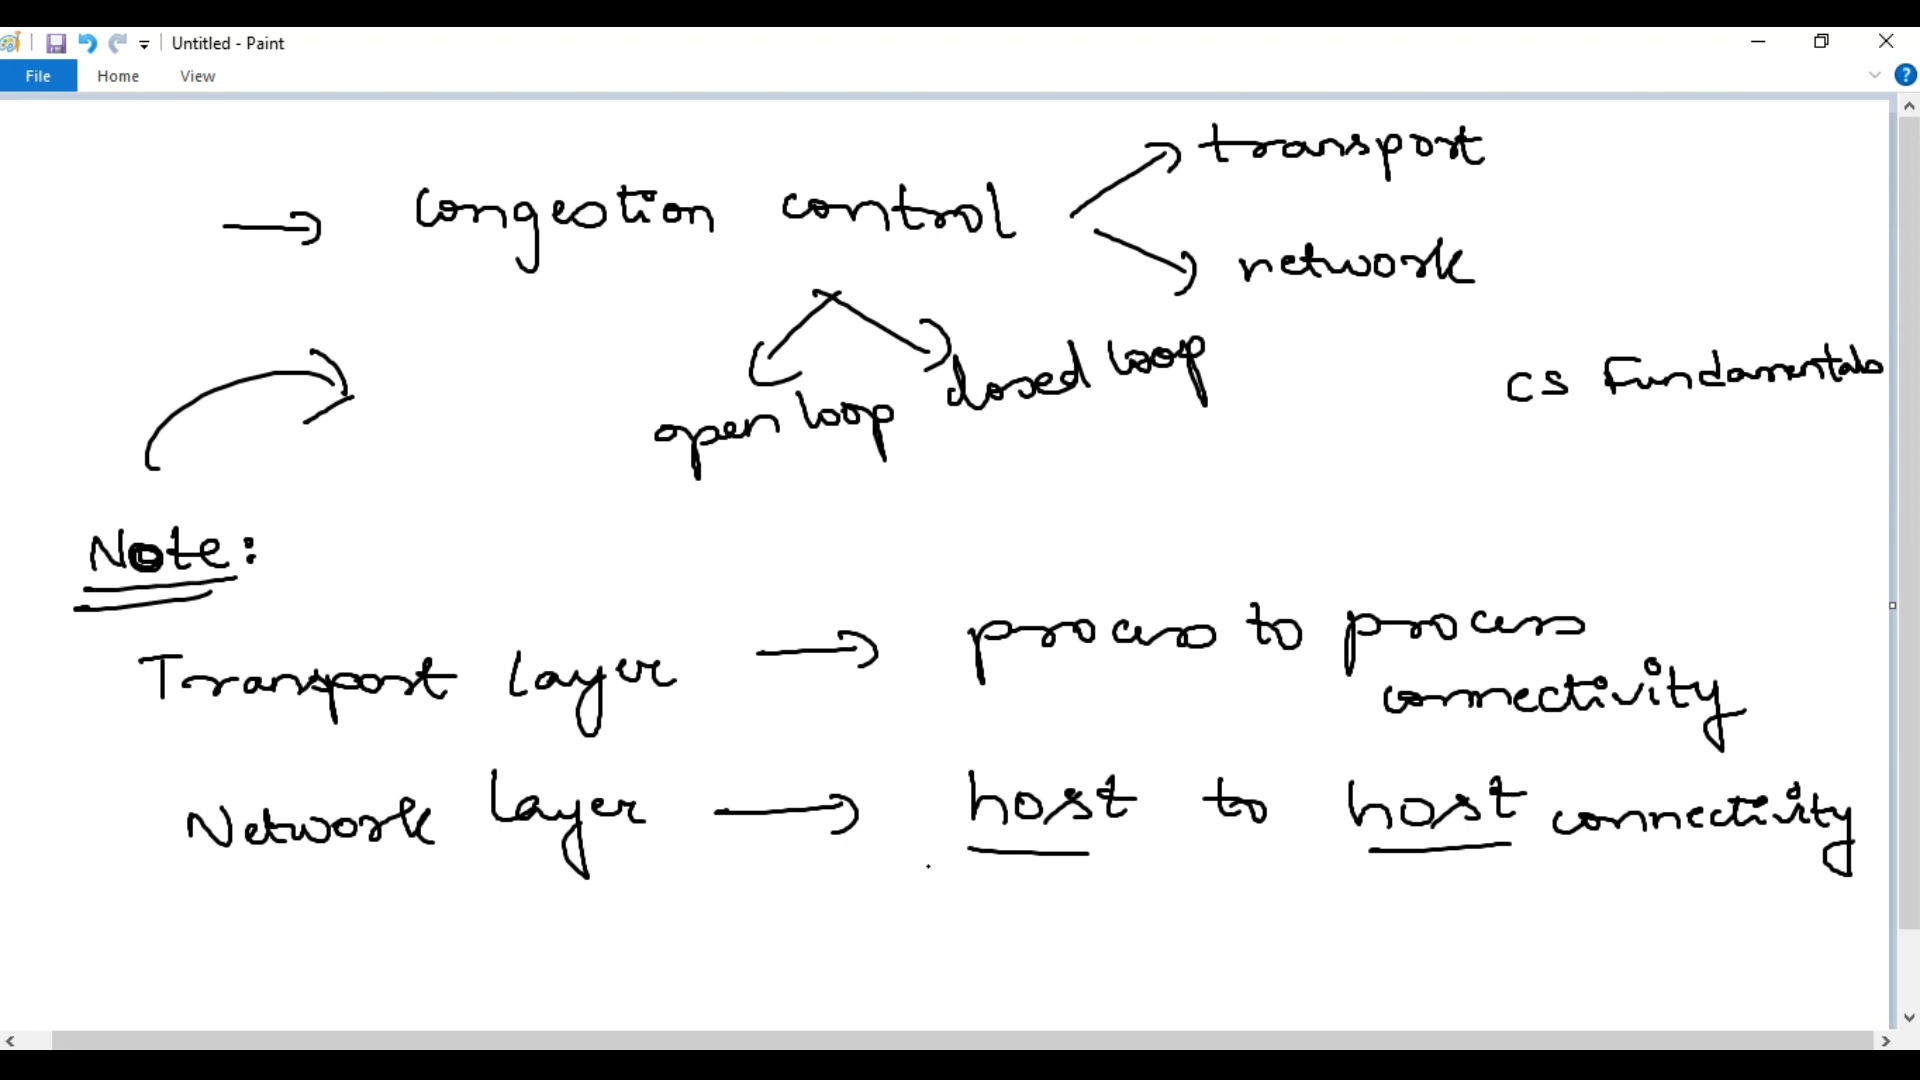 Untitled - Paint
File Home View
transport
congestion control
network
closed loop
open loop
CS Fundamentals
Note:
Transport layer → process to process
connectivity
Network layer → host to host connectivity